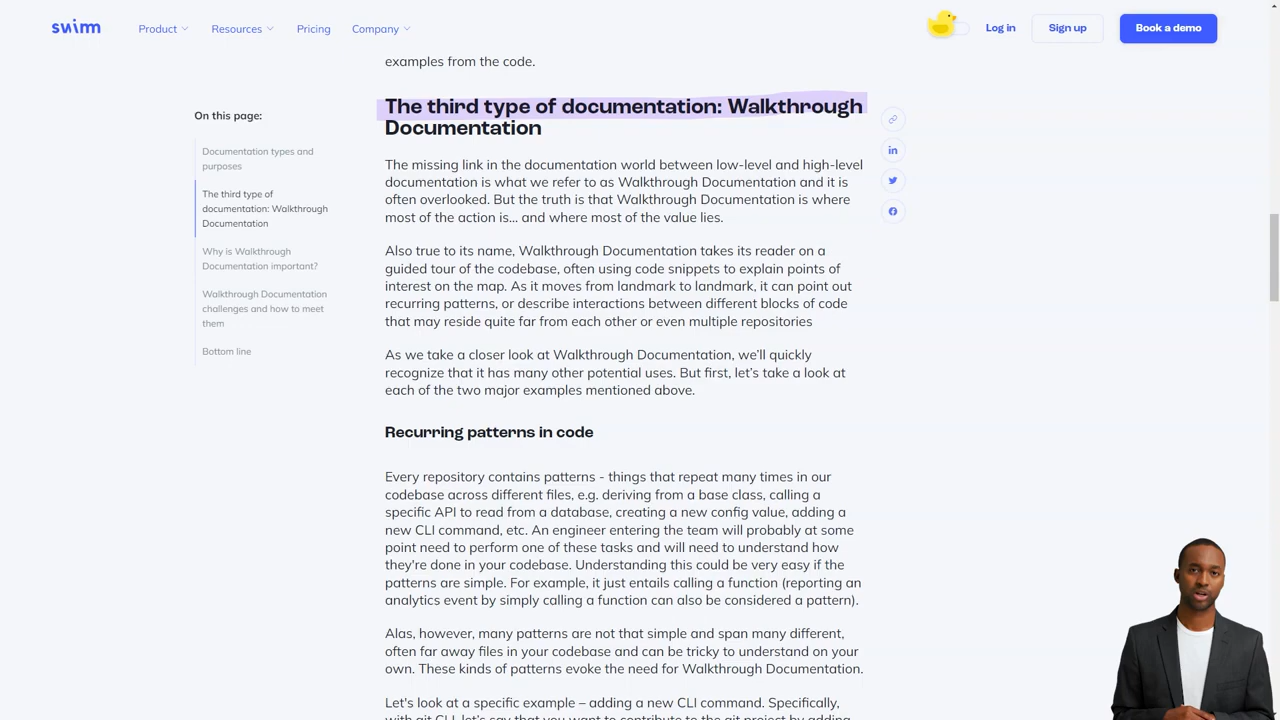 swimm
Product
Resources
Pricing
Company
Log in
Sign up
Book a demo
examples from the code.
On this page:
Documentation types and
purposes
The third type of
documentation: Walkthrough
Documentation
Why is Walkthrough
Documentation important?
Walkthrough Documentation
challenges and how to meet
them
Bottom line
The third type of documentation: Walkthrough
Documentation
The missing link in the documentation world between low-level and high-level
documentation is what we refer to as Walkthrough Documentation and it is
often overlooked. But the truth is that Walkthrough Documentation is where
most of the action is... and where most of the value lies.
Also true to its name, Walkthrough Documentation takes its reader on a
guided tour of the codebase, often using code snippets to explain points of
interest on the map. As it moves from landmark to landmark, it can point out
recurring patterns, or describe interactions between different blocks of code
that may reside quite far from each other or even multiple repositories
As we take a closer look at Walkthrough Documentation, we’ll quickly
recognize that it has many other potential uses. But first, let’s take a look at
each of the two major examples mentioned above.
Recurring patterns in code
Every repository contains patterns - things that repeat many times in our
codebase across different files, e.g. deriving from a base class, calling a
specific API to read from a database, creating a new config value, adding a
new CLI command, etc. An engineer entering the team will probably at some
point need to perform one of these tasks and will need to understand how
they're done in your codebase. Understanding this could be very easy if the
patterns are simple. For example, it just entails calling a function (reporting an
analytics event by simply calling a function can also be considered a pattern).
Alas, however, many patterns are not that simple and span many different,
often far away files in your codebase and can be tricky to understand on your
own. These kinds of patterns evoke the need for Walkthrough Documentation.
Let's look at a specific example – adding a new CLI command. Specifically,
with git CLI, let's say that you want to contribute to the git project by adding